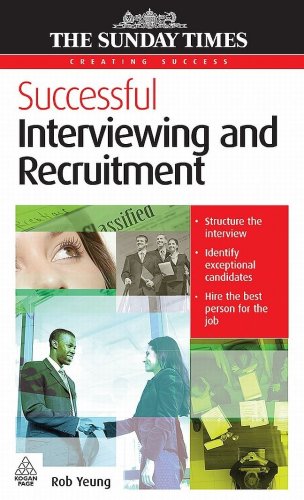 THE SUNDAY TIMES
CREATING SUCCESS
Successful
Interviewing and
Recruitment
Classified
• Structure the
interview
• Identify
exceptional
candidates
• Hire the best
person for the
job
KOGAN
PAGE
Rob Yeung